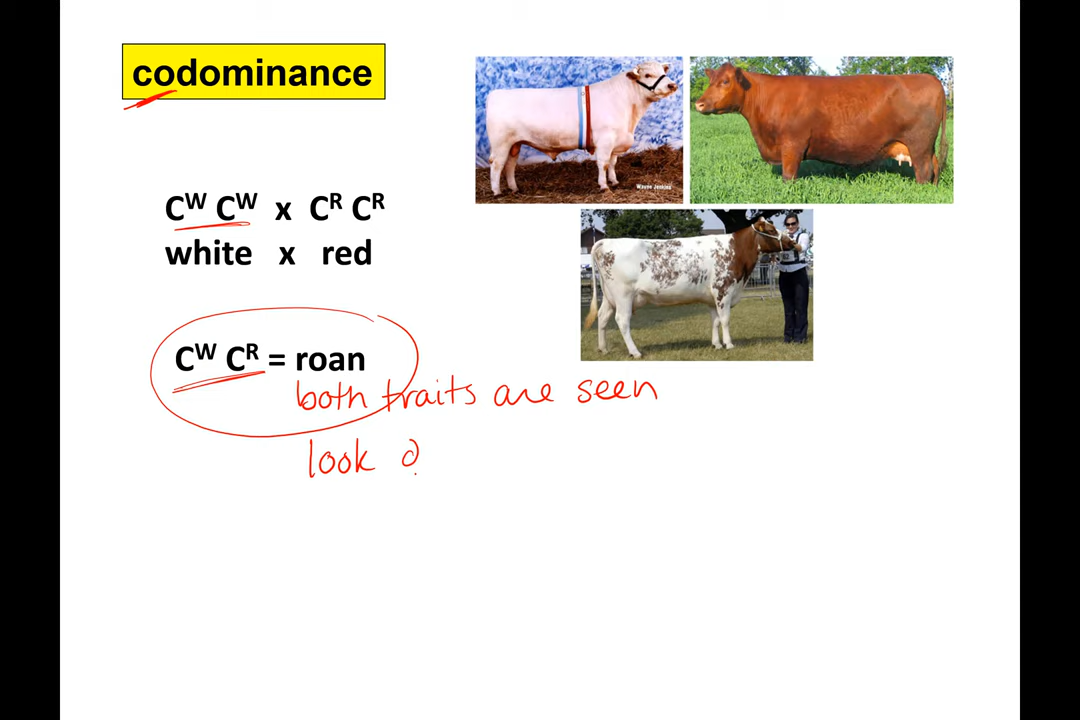 codominance
Cᵂ Cᵂ x Cᴿ Cᴿ
white x red
Cᵂ Cᴿ = roan
both traits are seen
look
Wayne Jenkins